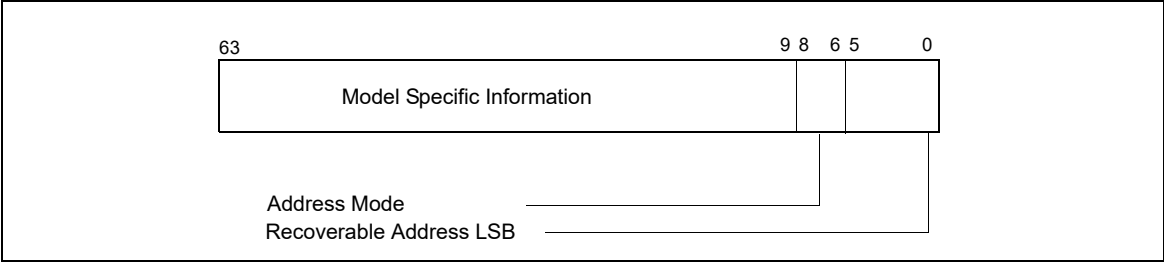 63 9 8 6 5 0
Model Specific Information
Address Mode
Recoverable Address LSB